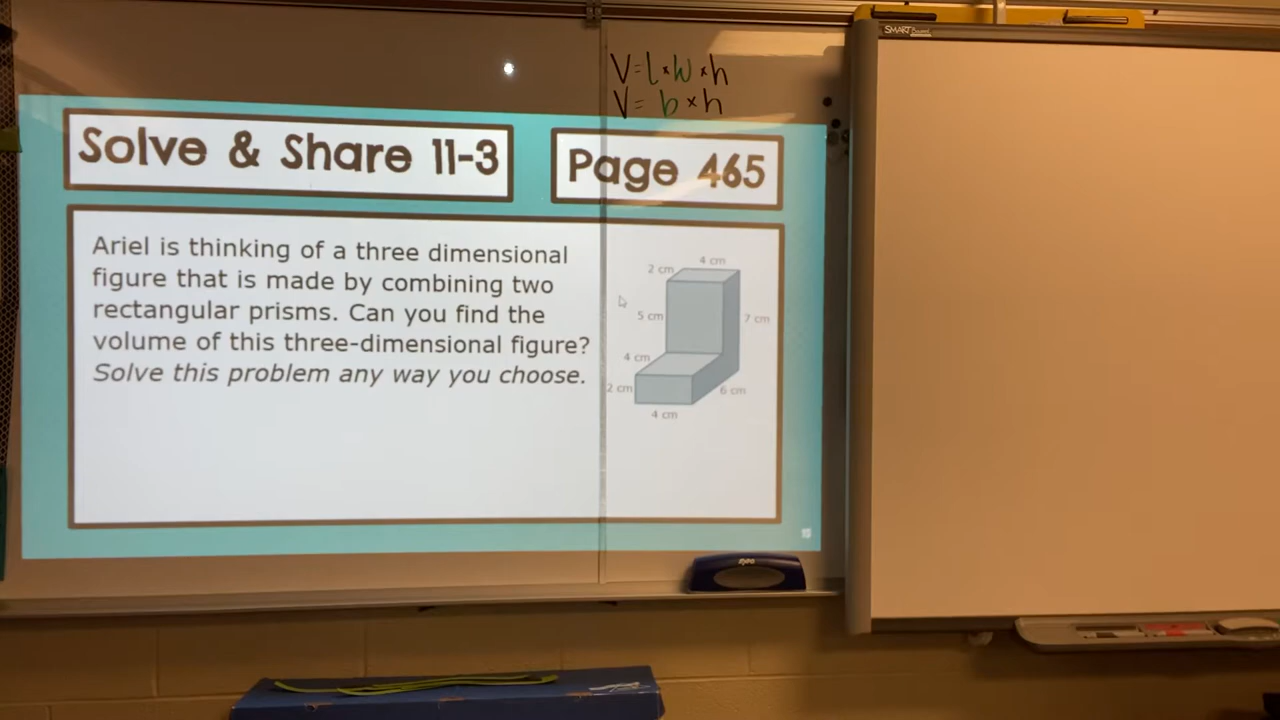 V=l×w×h
V= b×h
SMART
Solve & Share 11-3
Page 465
Ariel is thinking of a three dimensional
figure that is made by combining two
rectangular prisms. Can you find the
volume of this three-dimensional figure?
Solve this problem any way you choose.
4 cm
2 cm
5 cm
7 cm
4 cm
2 cm
6 cm
4 cm
EXPO